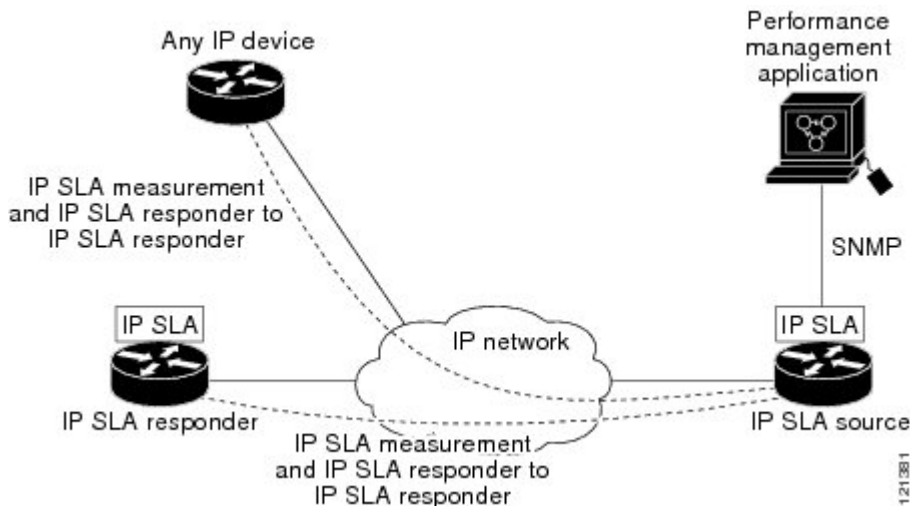 Any IP device
Performance
management
application
IP SLA measurement
and IP SLA responder to
IP SLA responder
SNMP
IP SLA
IP network
IP SLA
IP SLA responder
IP SLA source
IP SLA measurement
and IP SLA responder to
IP SLA responder
121381